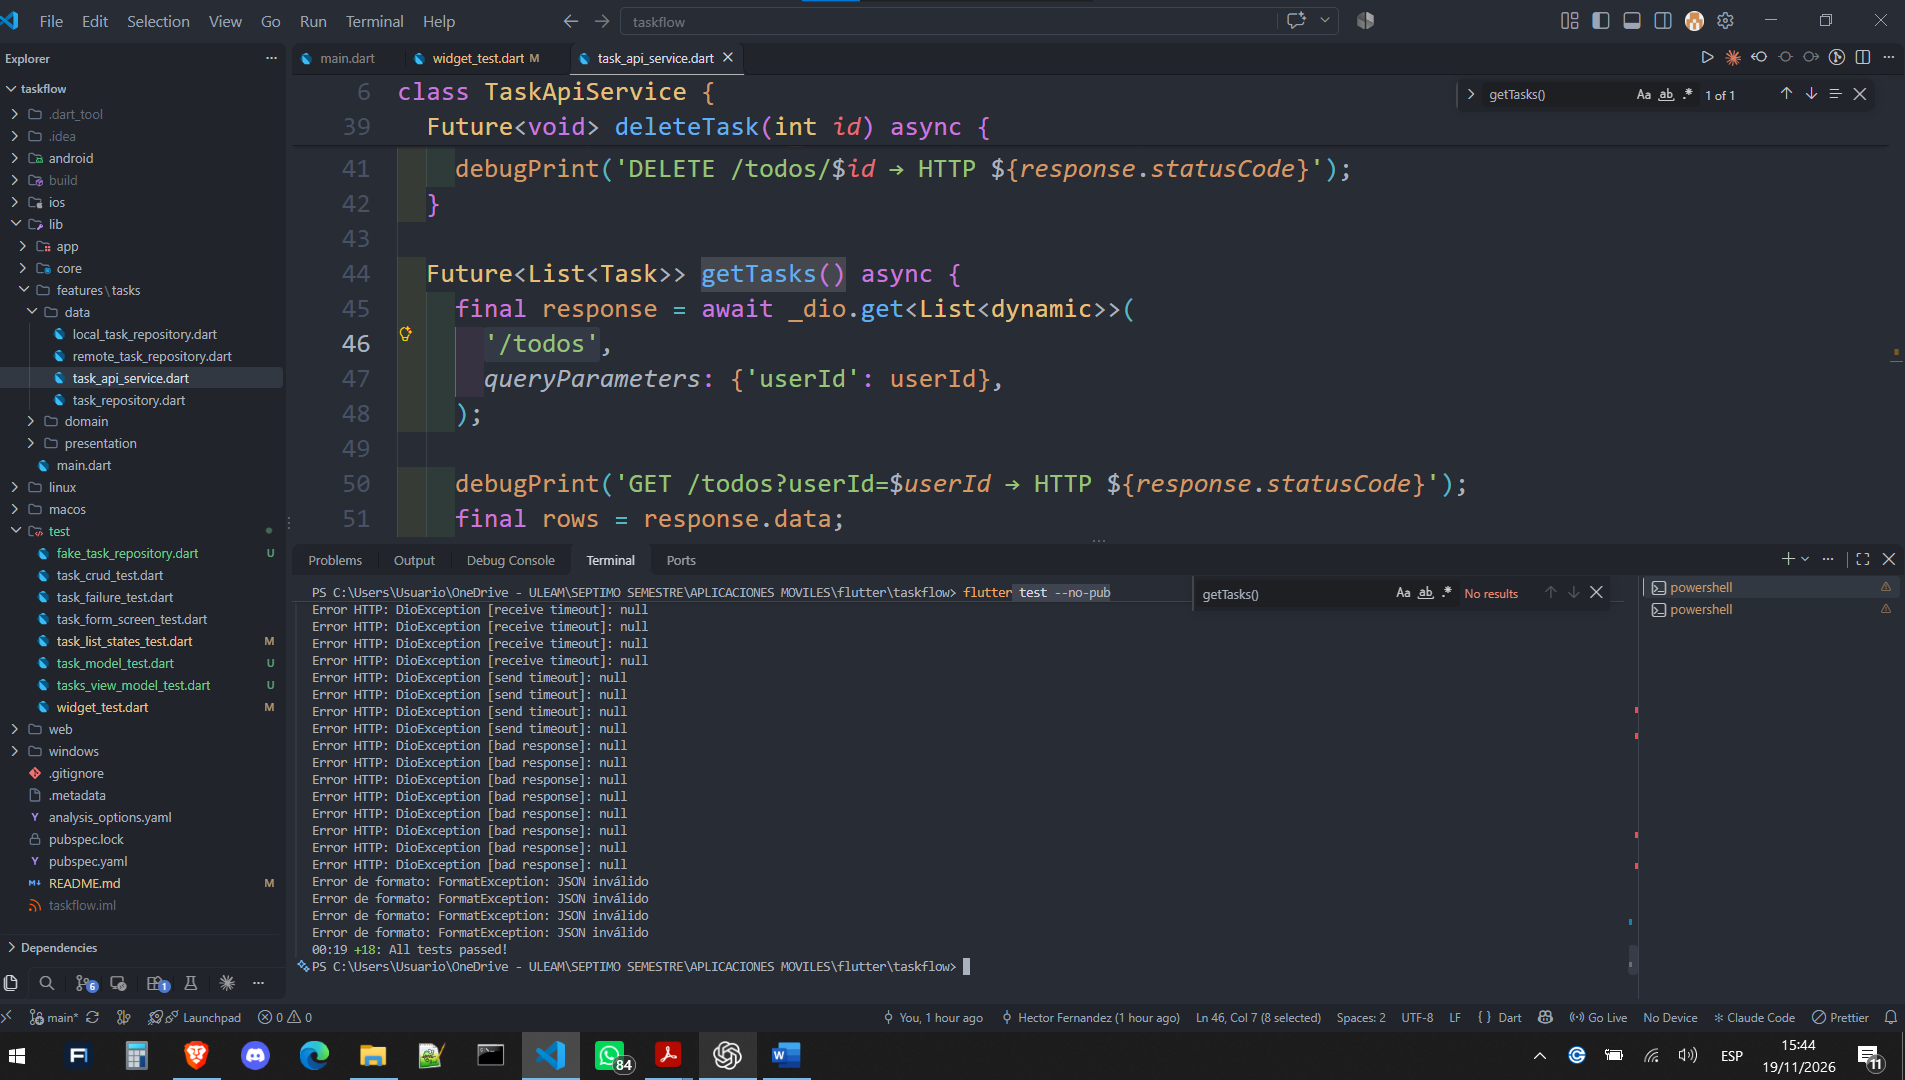 File Edit Selection View Go Run Terminal Help
taskflow
Explorer
taskflow
.dart_tool
.idea
android
build
ios
lib
app
core
features\tasks
data
local_task_repository.dart
remote_task_repository.dart
task_api_service.dart
task_repository.dart
domain
presentation
main.dart
linux
macos
test
fake_task_repository.dart U
task_crud_test.dart
task_failure_test.dart
task_form_screen_test.dart
task_list_states_test.dart M
task_model_test.dart U
tasks_view_model_test.dart U
widget_test.dart M
web
windows
.gitignore
.metadata
analysis_options.yaml
pubspec.lock
pubspec.yaml
README.md M
taskflow.iml
Dependencies
6 1
main.dart
widget_test.dart M
task_api_service.dart
getTasks() Aa ab .* 1 of 1
6 class TaskApiService {
39 Future<void> deleteTask(int id) async {
41 debugPrint('DELETE /todos/$id → HTTP ${response.statusCode}');
42 }
43
44 Future<List<Task>> getTasks() async {
45 final response = await _dio.get<List<dynamic>>(
46 '/todos',
47 queryParameters: {'userId': userId},
48 );
49
50 debugPrint('GET /todos?userId=$userId → HTTP ${response.statusCode}');
51 final rows = response.data;
Problems Output Debug Console Terminal Ports
getTasks() Aa ab .* No results
powershell
powershell
PS C:\Users\Usuario\OneDrive - ULEAM\SEPTIMO SEMESTRE\APLICACIONES MOVILES\flutter\taskflow> flutter test --no-pub
Error HTTP: DioException [receive timeout]: null
Error HTTP: DioException [receive timeout]: null
Error HTTP: DioException [receive timeout]: null
Error HTTP: DioException [receive timeout]: null
Error HTTP: DioException [send timeout]: null
Error HTTP: DioException [send timeout]: null
Error HTTP: DioException [send timeout]: null
Error HTTP: DioException [send timeout]: null
Error HTTP: DioException [bad response]: null
Error HTTP: DioException [bad response]: null
Error HTTP: DioException [bad response]: null
Error HTTP: DioException [bad response]: null
Error HTTP: DioException [bad response]: null
Error HTTP: DioException [bad response]: null
Error HTTP: DioException [bad response]: null
Error HTTP: DioException [bad response]: null
Error de formato: FormatException: JSON inválido
Error de formato: FormatException: JSON inválido
Error de formato: FormatException: JSON inválido
Error de formato: FormatException: JSON inválido
00:19 +18: All tests passed!
PS C:\Users\Usuario\OneDrive - ULEAM\SEPTIMO SEMESTRE\APLICACIONES MOVILES\flutter\taskflow>
main* Launchpad 0 0 You, 1 hour ago Hector Fernandez (1 hour ago) Ln 46, Col 7 (8 selected) Spaces: 2 UTF-8 LF { } Dart Go Live No Device Claude Code Prettier
84 ESP 15:44
19/11/2026
11